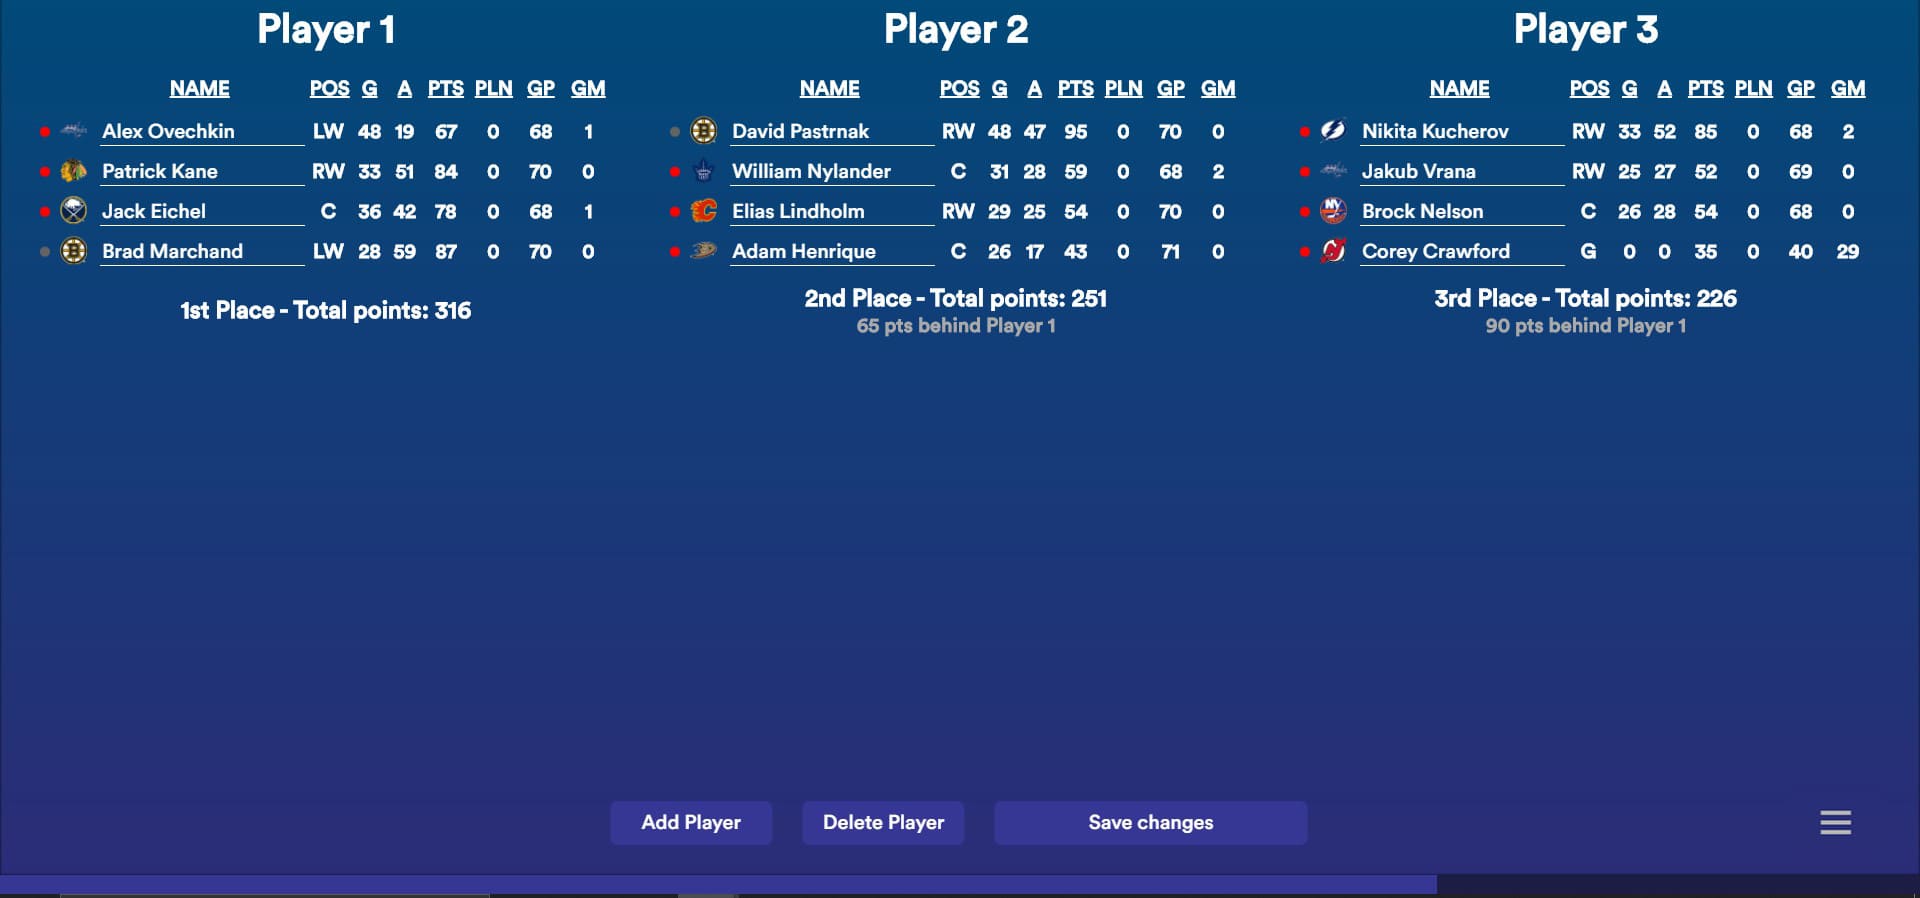 Player 1
NAME POS G A PTS PLN GP GM
Alex Ovechkin LW 48 19 67 0 68 1
Patrick Kane RW 33 51 84 0 70 0
Jack Eichel C 36 42 78 0 68 1
Brad Marchand LW 28 59 87 0 70 0
1st Place - Total points: 316
Player 2
NAME POS G A PTS PLN GP GM
David Pastrnak RW 48 47 95 0 70 0
William Nylander C 31 28 59 0 68 2
Elias Lindholm RW 29 25 54 0 70 0
Adam Henrique C 26 17 43 0 71 0
2nd Place - Total points: 251
65 pts behind Player 1
Player 3
NAME POS G A PTS PLN GP GM
Nikita Kucherov RW 33 52 85 0 68 2
Jakub Vrana RW 25 27 52 0 69 0
Brock Nelson C 26 28 54 0 68 0
Corey Crawford G 0 0 35 0 40 29
3rd Place - Total points: 226
90 pts behind Player 1
Add Player
Delete Player
Save changes